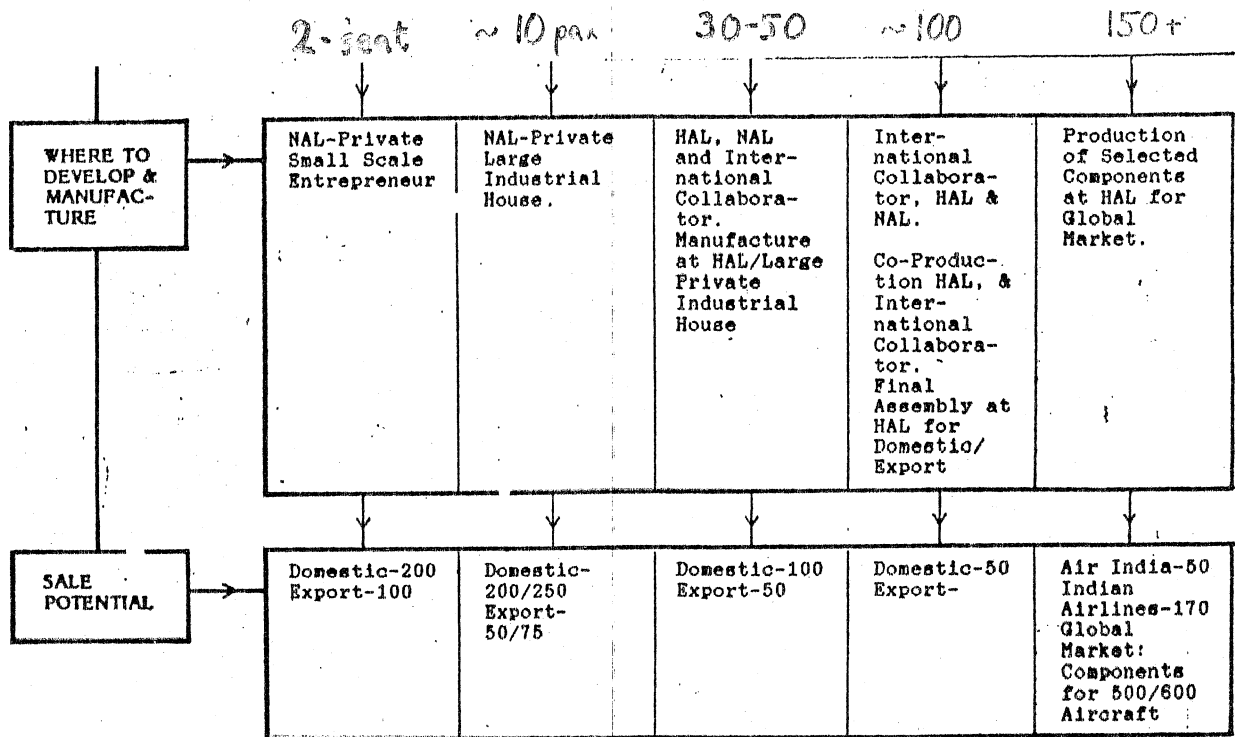 2-seat
~ 10 pax
30-50
~100
150+
WHERE TO
DEVELOP &
MANUFAC-
TURE
NAL-Private
Small Scale
Entrepreneur
NAL-Private
Large
Industrial
House.
HAL, NAL
and Inter-
national
Collabora-
tor.
Manufacture
at HAL/Large
Private
Industrial
House
Inter-
national
Collabora-
tor, HAL &
NAL.
Co-Produc-
tion HAL, &
Inter-
national
Collabora-
tor.
Final
Assembly at
HAL for
Domestic/
Export
Production
of Selected
Components
at HAL for
Global
Market.
SALE
POTENTIAL
Domestic-200
Export-100
Domestic-
200/250
Export-
50/75
Domestic-100
Export-50
Domestic-50
Export-
Air India-50
Indian
Airlines-170
Global
Market:
Components
for 500/600
Aircraft